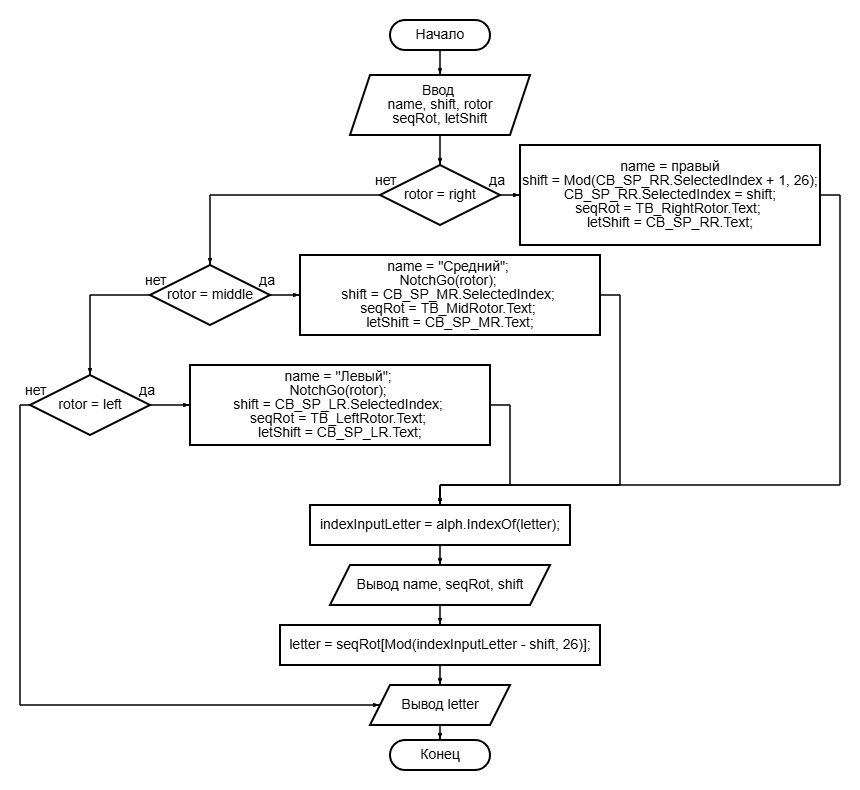 Начало
Ввод
name, shift, rotor
seqRot, letShift
нет
rotor = right
да
name = правый
shift = Mod(CB_SP_RR.SelectedIndex + 1, 26);
CB_SP_RR.SelectedIndex = shift;
seqRot = TB_RightRotor.Text;
letShift = CB_SP_RR.Text;
нет
rotor = middle
да
name = "Средний";
NotchGo(rotor);
shift = CB_SP_MR.SelectedIndex;
seqRot = TB_MidRotor.Text;
letShift = CB_SP_MR.Text;
нет
rotor = left
да
name = "Левый";
NotchGo(rotor);
shift = CB_SP_LR.SelectedIndex;
seqRot = TB_LeftRotor.Text;
letShift = CB_SP_LR.Text;
indexInputLetter = alph.IndexOf(letter);
Вывод name, seqRot, shift
letter = seqRot[Mod(indexInputLetter - shift, 26)];
Вывод letter
Конец